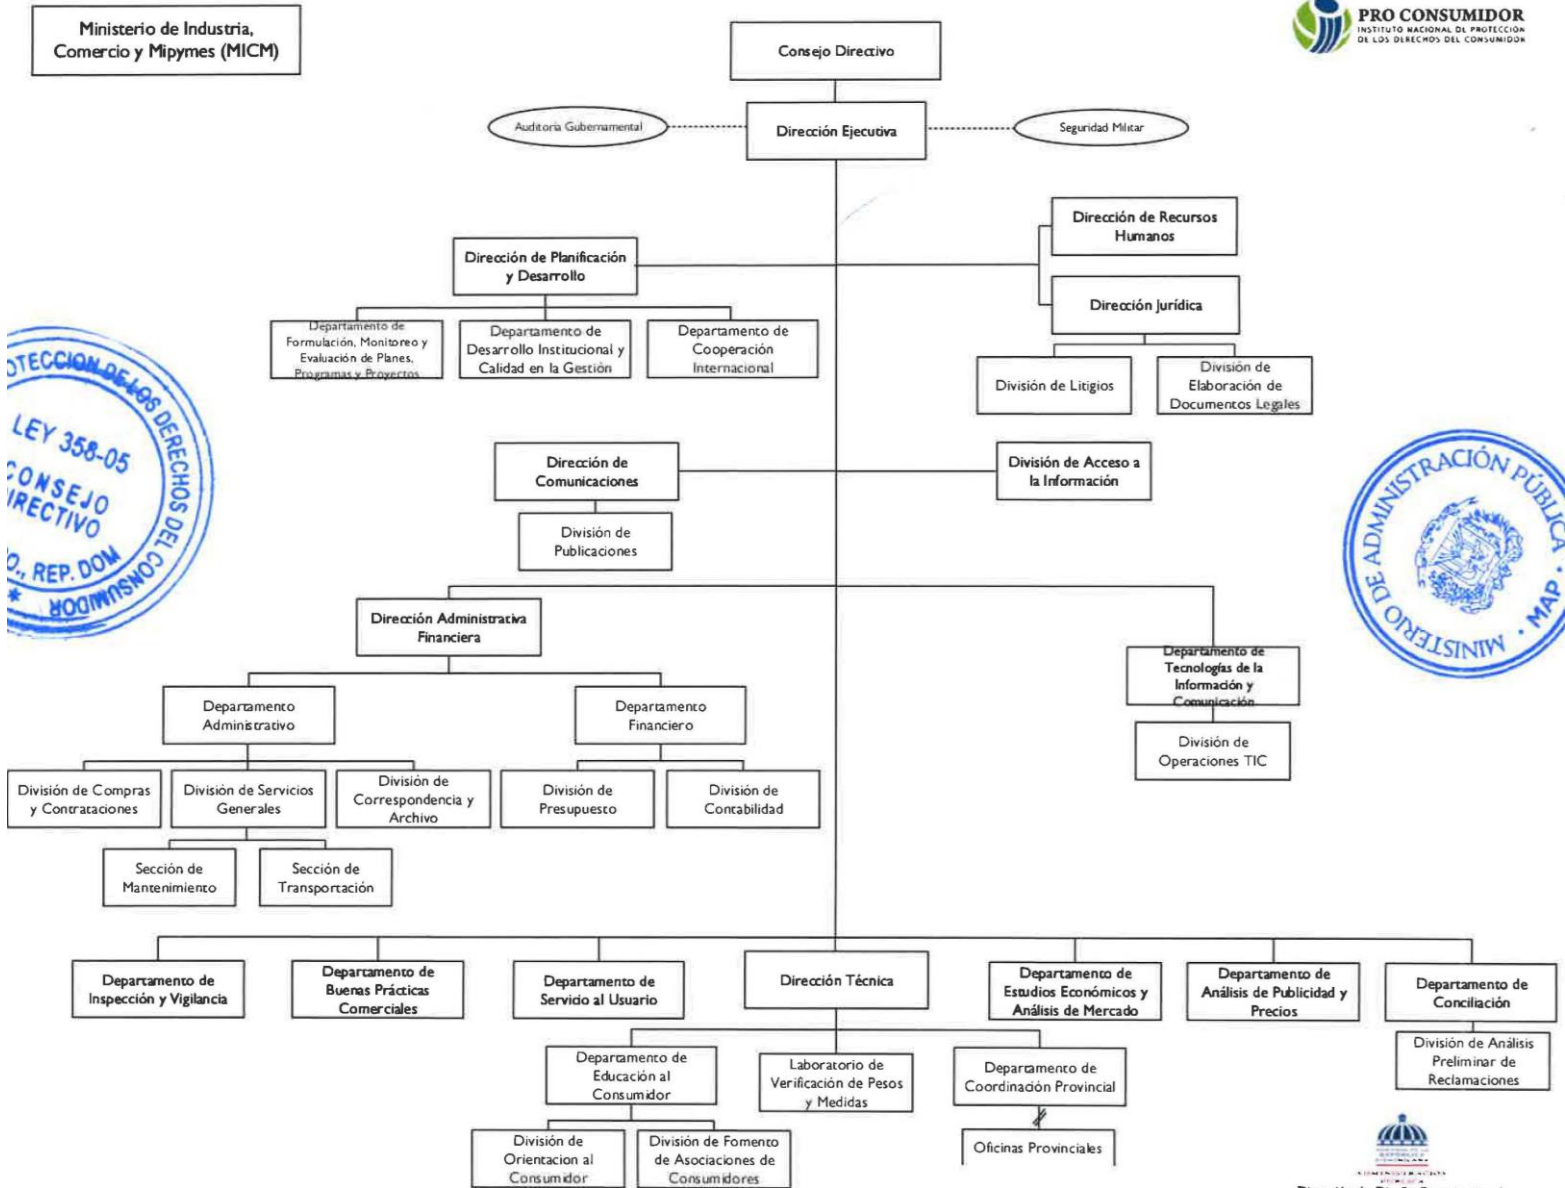 Ministerio de Industria,
Comercio y Mipymes (MICM)
PRO CONSUMIDOR
INSTITUTO NACIONAL DE PROTECCIÓN
DE LOS DERECHOS DEL CONSUMIDOR
Consejo Directivo
Auditoría Gubernamental
Dirección Ejecutiva
Seguridad Militar
Dirección de Recursos
Humanos
Dirección de Planificación
y Desarrollo
Dirección Jurídica
Departamento de
Formulación, Monitoreo y
Evaluación de Planes,
Programas y Proyectos
Departamento de
Desarrollo Institucional y
Calidad en la Gestión
Departamento de
Cooperación
Internacional
División de Litigios
División de
Elaboración de
Documentos Legales
OTECCION DE LOS DERECHOS DEL CONSUMIDOR
LEY 358-05
CONSEJO
DIRECTIVO
O., REP. DOM
Dirección de
Comunicaciones
División de Acceso a
la Información
División de
Publicaciones
MINISTERIO DE ADMINISTRACIÓN PÚBLICA
· MAP ·
Dirección Administrativa
Financiera
Departamento de
Tecnologías de la
Información y
Comunicación
Departamento
Administrativo
Departamento
Financiero
División de
Operaciones TIC
División de Compras
y Contrataciones
División de Servicios
Generales
División de
Correspondencia y
Archivo
División de
Presupuesto
División de
Contabilidad
Sección de
Mantenimiento
Sección de
Transportación
Departamento de
Inspección y Vigilancia
Departamento de
Buenas Prácticas
Comerciales
Departamento de
Servicio al Usuario
Dirección Técnica
Departamento de
Estudios Económicos y
Análisis de Mercado
Departamento de
Análisis de Publicidad y
Precios
Departamento de
Conciliación
Departamento de
Educación al
Consumidor
Laboratorio de
Verificación de Pesos
y Medidas
Departamento de
Coordinación Provincial
División de Análisis
Preliminar de
Reclamaciones
División de
Orientacion al
Consumidor
División de Fomento
de Asociaciones de
Consumidores
Oficinas Provinciales